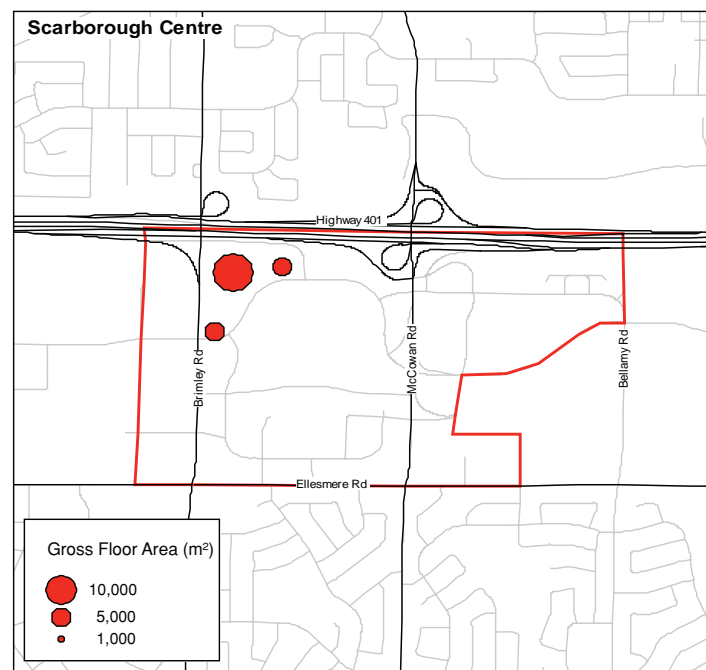 Scarborough Centre
Highway 401
Brimley Rd
McCowan Rd
Bellamy Rd
Ellesmere Rd
Gross Floor Area (m²)
10,000
5,000
1,000